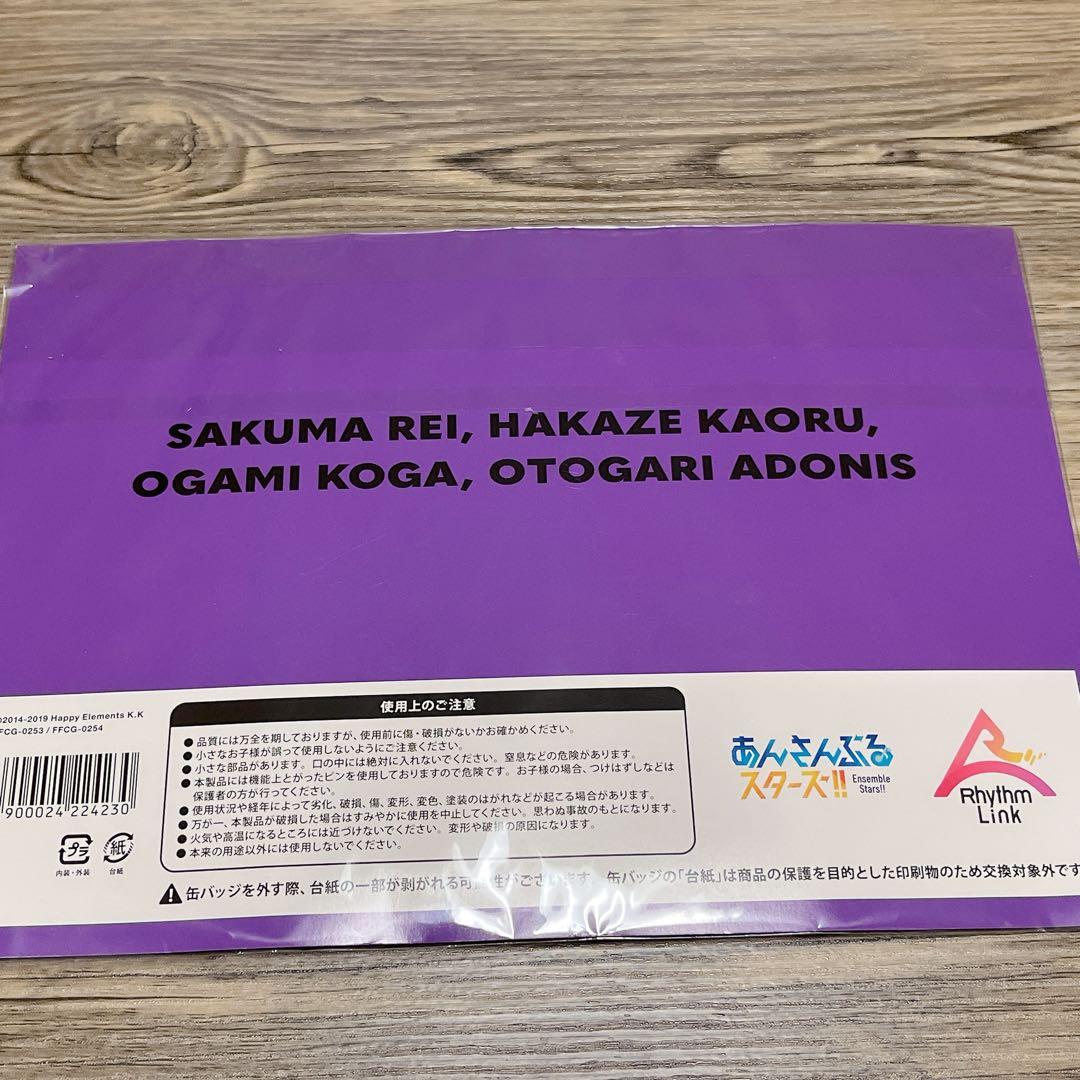 SAKUMA REI, HAKAZE KAORU,
OGAMI KOGA, OTOGARI ADONIS
©2014-2019 Happy Elements K.K
FFCG-0253 / FFCG-0254
900024 224230
プラ
内装・外装
紙
台紙
使用上のご注意
● 品質には万全を期しておりますが、使用前に傷・破損がないかお確かめください。
● 小さなお子様が誤って使用しないようにご注意ください。
● 小さな部品があります。口の中には絶対に入れないでください。窒息などの危険があります。
● 本製品には機能上とがったピンを使用しておりますので危険です。お子様の場合、つけはずしなどは
保護者の方が行ってください。
● 使用状況や経年によって劣化、破損、傷、変形、変色、塗装のはがれなどが起こる場合があります。
● 万が一、本製品が破損した場合はすみやかに使用を中止してください。思わぬ事故のもとになります。
● 火気や高温になるところには近づけないでください。変形や破損の原因になります。
● 本来の用途以外には使用しないでください。
缶バッジを外す際、台紙の一部が剥がれる可能性がございます。缶バッジの「台紙」は商品の保護を目的とした印刷物のため交換対象外です
あんさんぶる
スターズ!!
Ensemble
Stars!!
Rhythm
Link